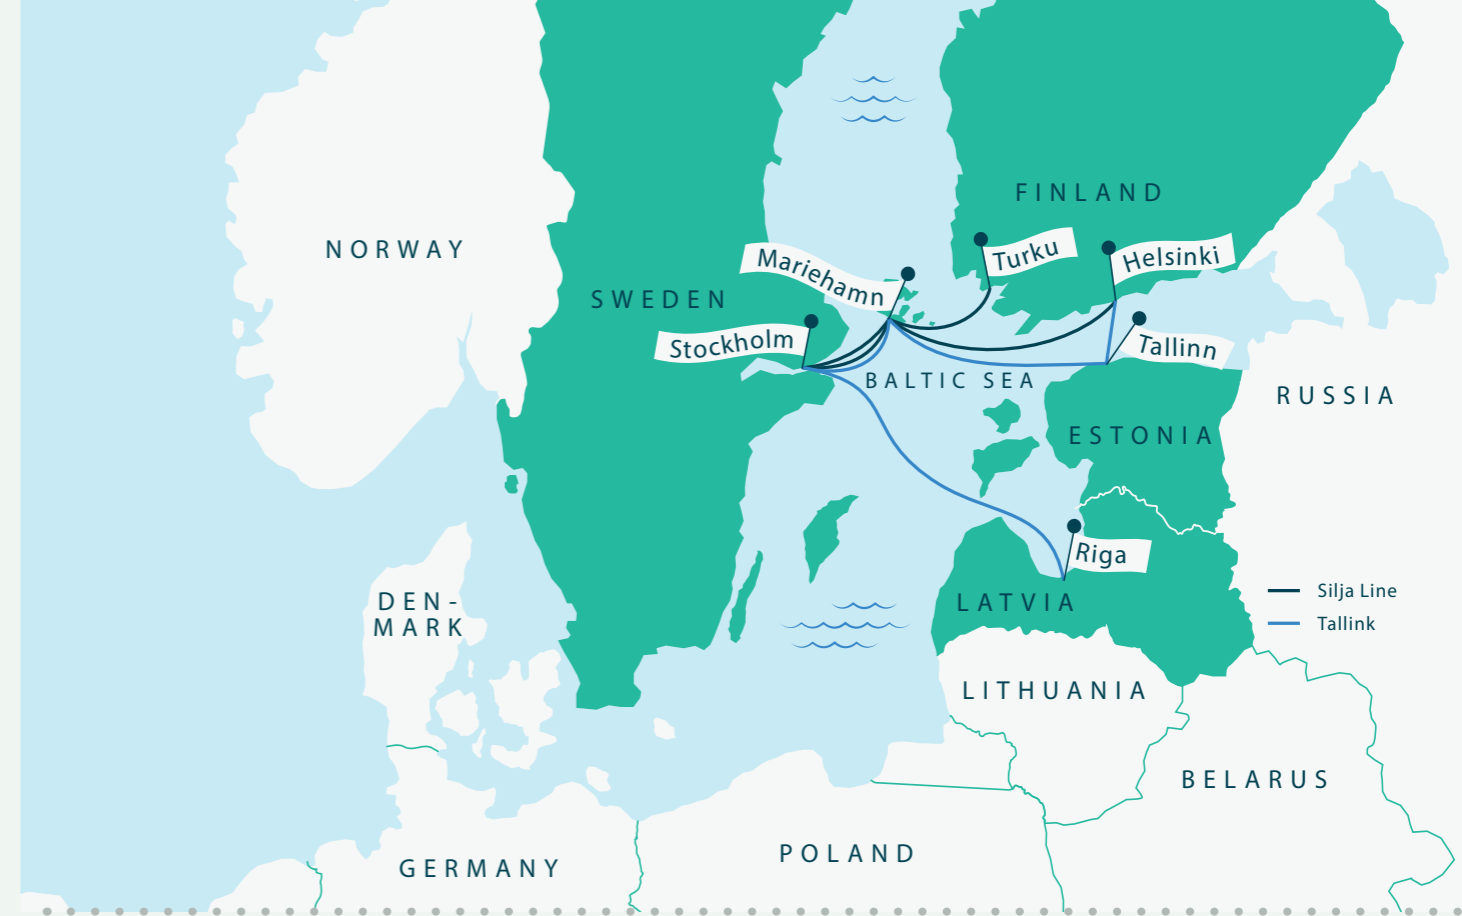 FINLAND
NORWAY
Turku
Helsinki
Mariehamn
SWEDEN
Stockholm
Tallinn
BALTIC SEA
RUSSIA
ESTONIA
Riga
Silja Line
LATVIA
DEN-
MARK
Tallink
LITHUANIA
BELARUS
POLAND
GERMANY